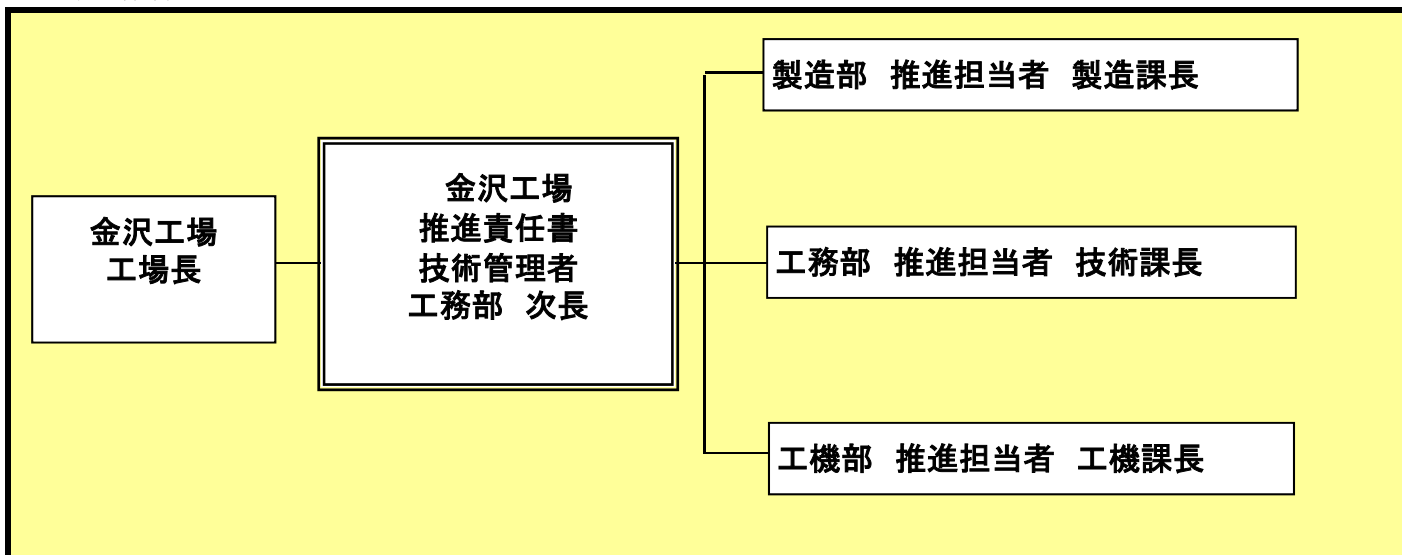 金沢工場
工場長
金沢工場
推進責任書
技術管理者
工務部 次長
製造部 推進担当者 製造課長
工務部 推進担当者 技術課長
工機部 推進担当者 工機課長